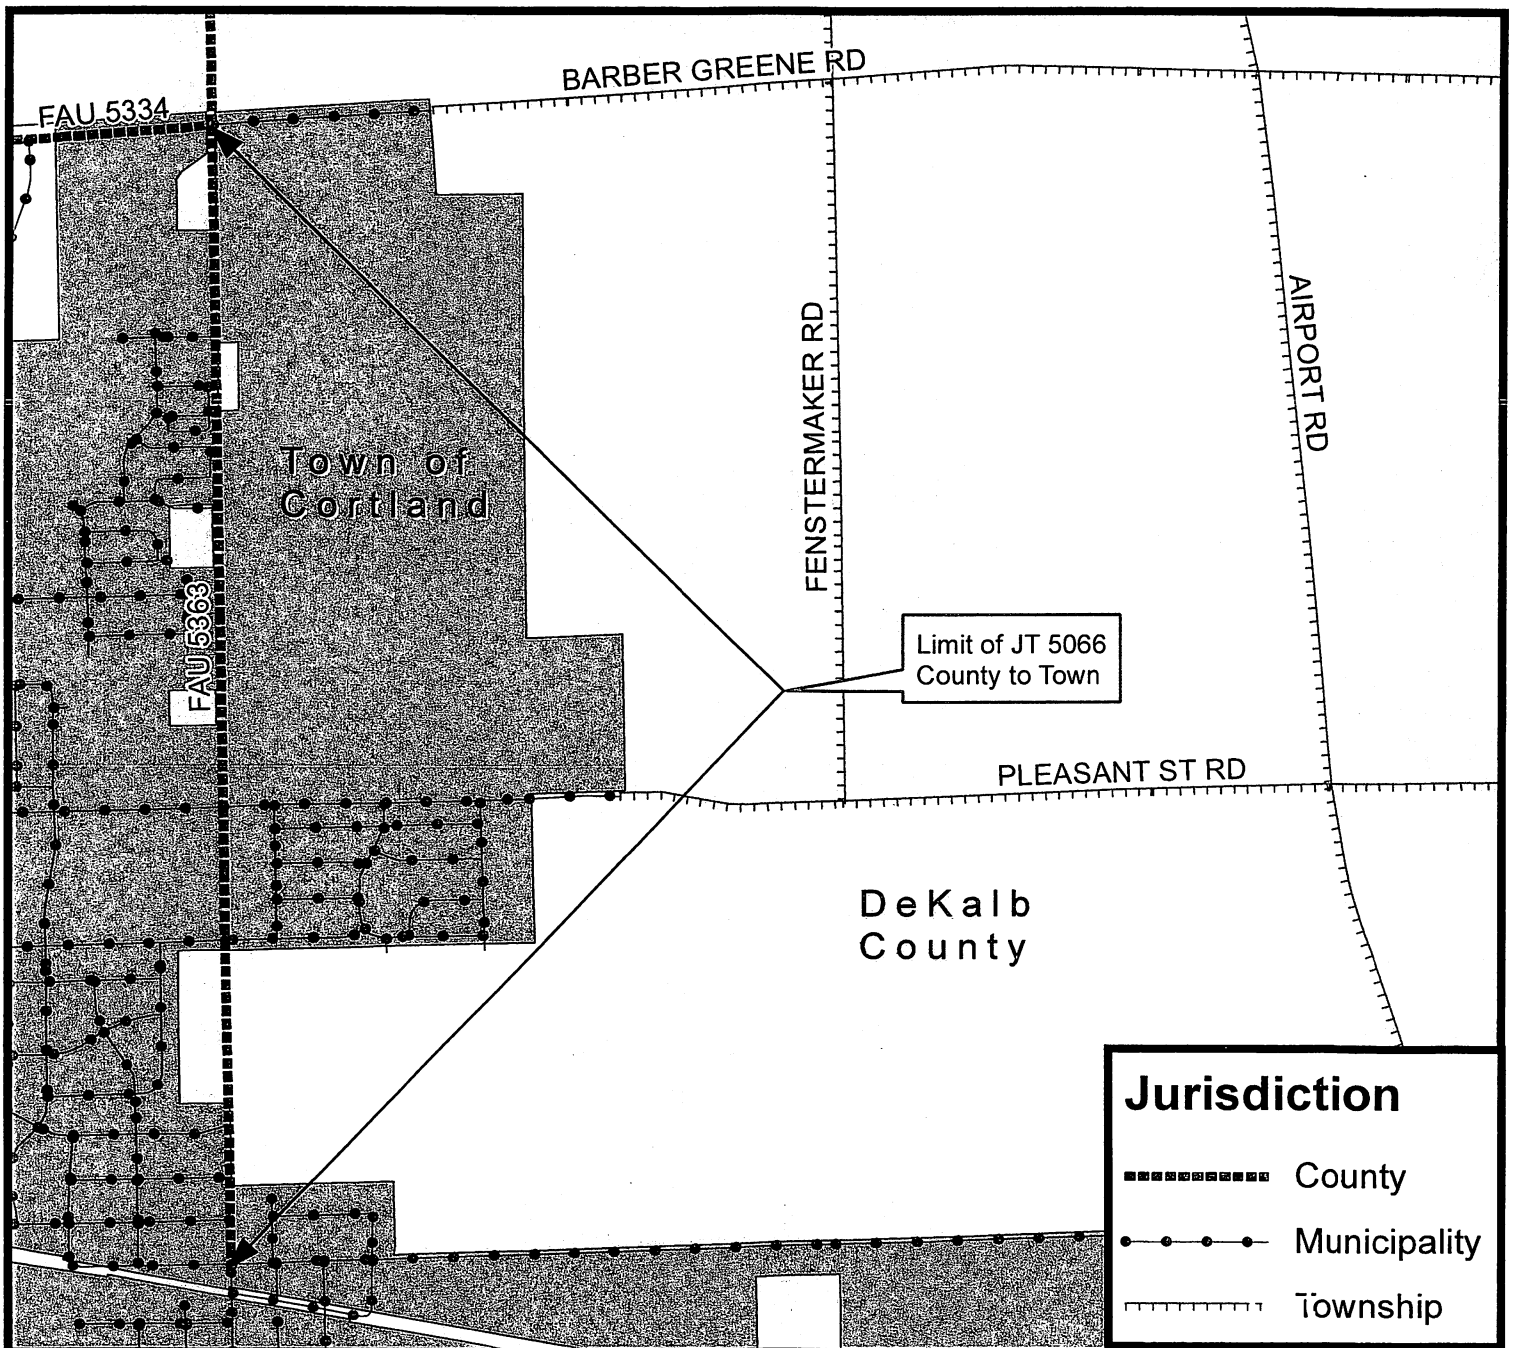 BARBER GREENE RD
FAU 5334
FENSTERMAKER RD
AIRPORT RD
Town of
Cortland
FAU 5363
Limit of JT 5066
County to Town
PLEASANT ST RD
DeKalb
County
Jurisdiction
County
Municipality
Township